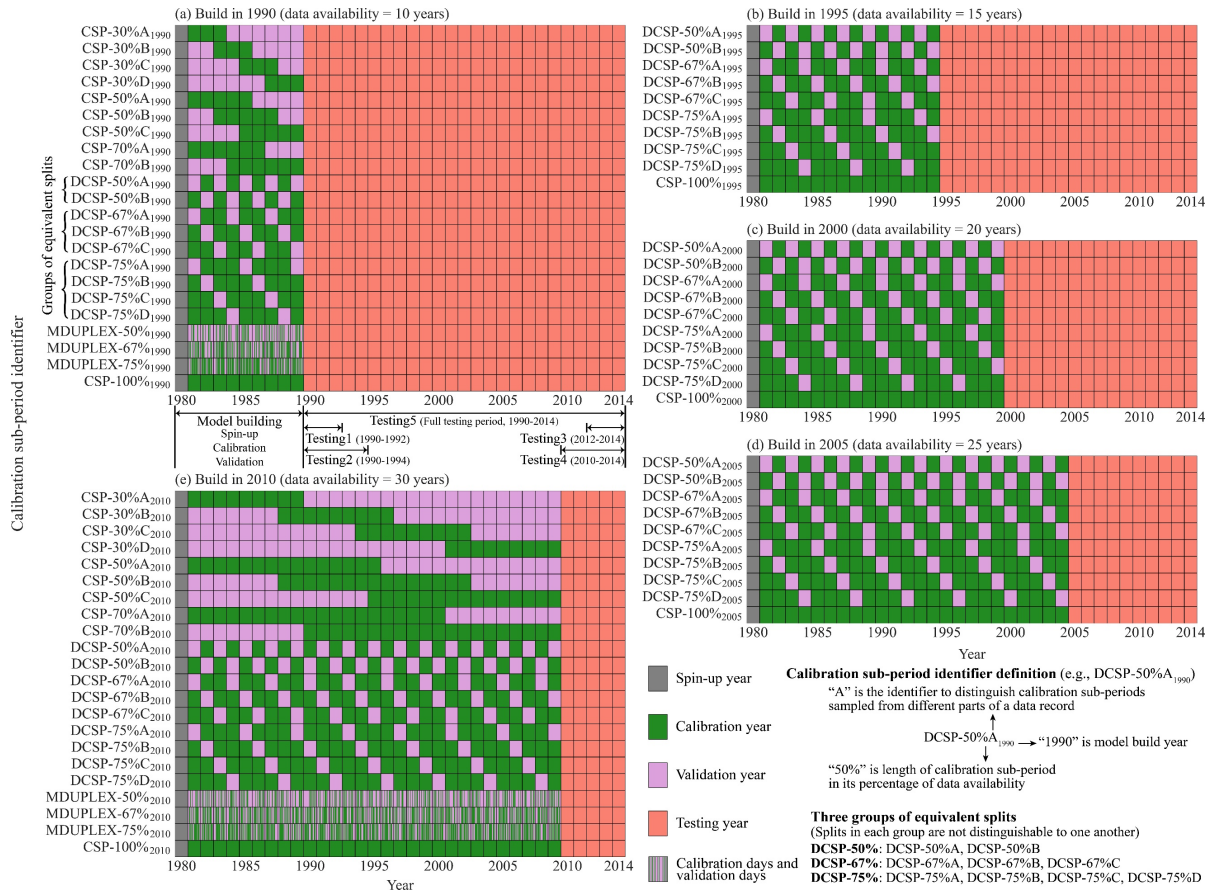 Calibration sub-period identifier
(a) Build in 1990 (data availability = 10 years)
CSP-30%A1990
CSP-30%B1990
CSP-30%C1990
CSP-30%D1990
CSP-50%A1990
CSP-50%B1990
CSP-50%C1990
CSP-70%A1990
CSP-70%B1990
Groups of equivalent splits
DCSP-50%A1990
DCSP-50%B1990
DCSP-67%A1990
DCSP-67%B1990
DCSP-67%C1990
DCSP-75%A1990
DCSP-75%B1990
DCSP-75%C1990
DCSP-75%D1990
MDUPLEX-50%1990
MDUPLEX-67%1990
MDUPLEX-75%1990
CSP-100%1990
1980 1985 1990 1995 2000 2005 2010 2014
Model building
Spin-up
Calibration
Validation
Testing5 (Full testing period, 1990-2014)
Testing1 (1990-1992)
Testing3 (2012-2014)
Testing2 (1990-1994)
Testing4 (2010-2014)
(e) Build in 2010 (data availability = 30 years)
CSP-30%A2010
CSP-30%B2010
CSP-30%C2010
CSP-30%D2010
CSP-50%A2010
CSP-50%B2010
CSP-50%C2010
CSP-70%A2010
CSP-70%B2010
DCSP-50%A2010
DCSP-50%B2010
DCSP-67%A2010
DCSP-67%B2010
DCSP-67%C2010
DCSP-75%A2010
DCSP-75%B2010
DCSP-75%C2010
DCSP-75%D2010
MDUPLEX-50%2010
MDUPLEX-67%2010
MDUPLEX-75%2010
CSP-100%2010
1980 1985 1990 1995 2000 2005 2010 2014
Year
(b) Build in 1995 (data availability = 15 years)
DCSP-50%A1995
DCSP-50%B1995
DCSP-67%A1995
DCSP-67%B1995
DCSP-67%C1995
DCSP-75%A1995
DCSP-75%B1995
DCSP-75%C1995
DCSP-75%D1995
CSP-100%1995
1980 1985 1990 1995 2000 2005 2010 2014
(c) Build in 2000 (data availability = 20 years)
DCSP-50%A2000
DCSP-50%B2000
DCSP-67%A2000
DCSP-67%B2000
DCSP-67%C2000
DCSP-75%A2000
DCSP-75%B2000
DCSP-75%C2000
DCSP-75%D2000
CSP-100%2000
1980 1985 1990 1995 2000 2005 2010 2014
(d) Build in 2005 (data availability = 25 years)
DCSP-50%A2005
DCSP-50%B2005
DCSP-67%A2005
DCSP-67%B2005
DCSP-67%C2005
DCSP-75%A2005
DCSP-75%B2005
DCSP-75%C2005
DCSP-75%D2005
CSP-100%2005
1980 1985 1990 1995 2000 2005 2010 2014
Year
Spin-up year
Calibration year
Validation year
Testing year
Calibration days and
validation days
Calibration sub-period identifier definition (e.g., DCSP-50%A1990)
“A” is the identifier to distinguish calibration sub-periods
sampled from different parts of a data record
DCSP-50%A1990 “1990” is model build year
“50%” is length of calibration sub-period
in its percentage of data availability
Three groups of equivalent splits
(Splits in each group are not distinguishable to one another)
DCSP-50%: DCSP-50%A, DCSP-50%B
DCSP-67%: DCSP-67%A, DCSP-67%B, DCSP-67%C
DCSP-75%: DCSP-75%A, DCSP-75%B, DCSP-75%C, DCSP-75%D